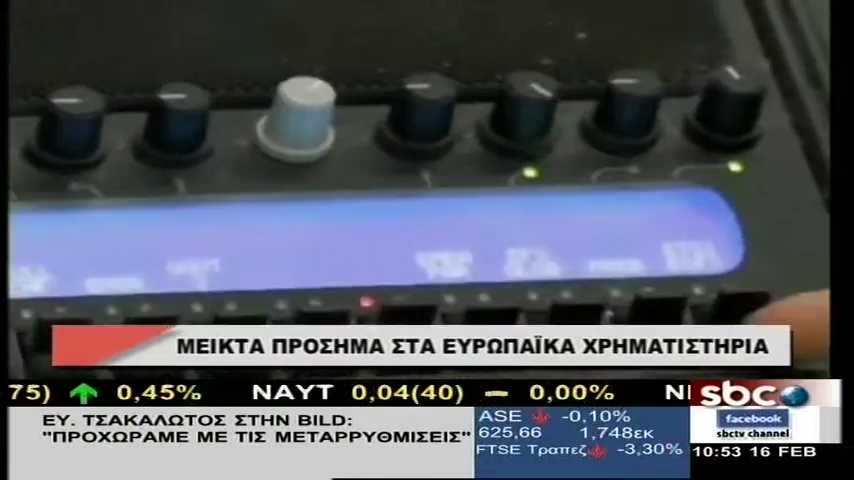 ΜΕΙΚΤΑ ΠΡΟΣΗΜΑ ΣΤΑ ΕΥΡΩΠΑΪΚΑ ΧΡΗΜΑΤΙΣΤΗΡΙΑ
75) 0,45% ΝΑΥΤ 0,04(40) 0,00%
sbc
facebook
sbctv channel
10:53 16 FEB
ΕΥ. ΤΣΑΚΑΛΩΤΟΣ ΣΤΗΝ BILD:
"ΠΡΟΧΩΡΑΜΕ ΜΕ ΤΙΣ ΜΕΤΑΡΡΥΘΜΙΣΕΙΣ"
ASE -0,10%
625,66 1,748εκ
FTSE Τραπεζ -3,30%